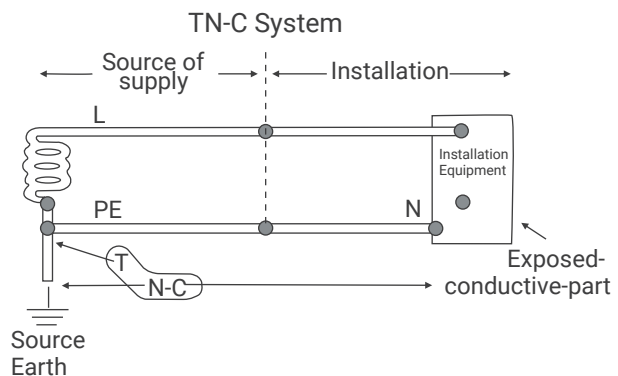 TN-C System
Source of
supply
Installation
L
Installation
Equipment
PE
N
T
N-C
Exposed-
conductive-part
Source
Earth